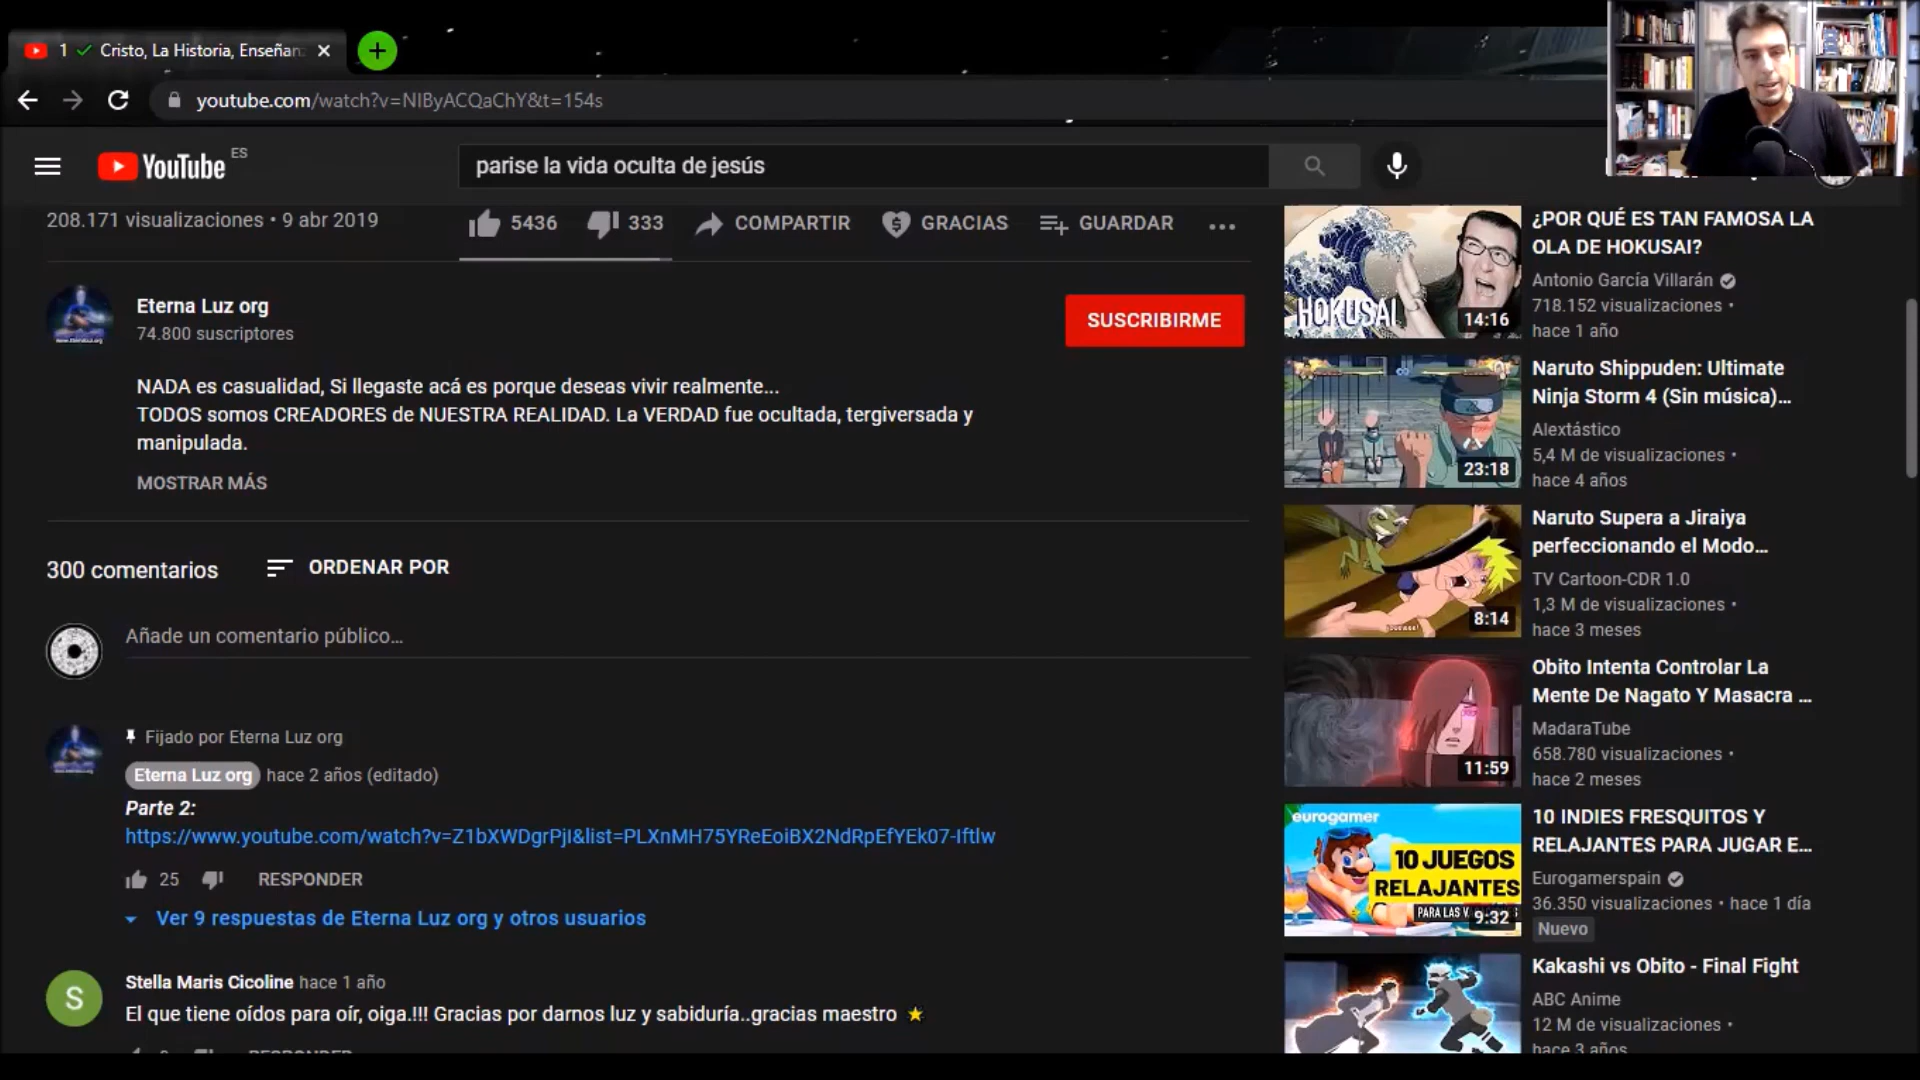 1 ✓ Cristo, La Historia, Enseñan
youtube.com/watch?v=NIByACQaChY&t=154s
YouTube ES
parise la vida oculta de jesús
208.171 visualizaciones • 9 abr 2019
5436
333
COMPARTIR
GRACIAS
GUARDAR
Eterna Luz org
74.800 suscriptores
SUSCRIBIRME
NADA es casualidad, Si llegaste acá es porque deseas vivir realmente...
TODOS somos CREADORES de NUESTRA REALIDAD. La VERDAD fue ocultada, tergiversada y
manipulada.
MOSTRAR MÁS
300 comentarios
ORDENAR POR
Añade un comentario público...
Fijado por Eterna Luz org
Eterna Luz org hace 2 años (editado)
Parte 2:
https://www.youtube.com/watch?v=Z1bXWDgrPjI&list=PLXnMH75YReEoiBX2NdRpEfYEk07-Iftlw
25
RESPONDER
Ver 9 respuestas de Eterna Luz org y otros usuarios
S
Stella Maris Cicoline hace 1 año
El que tiene oídos para oír, oiga.!!! Gracias por darnos luz y sabiduría..gracias maestro
RESPONDER
HOKUSAI
14:16
¿POR QUÉ ES TAN FAMOSA LA
OLA DE HOKUSAI?
Antonio García Villarán
718.152 visualizaciones •
hace 1 año
23:18
Naruto Shippuden: Ultimate
Ninja Storm 4 (Sin música)...
Alextástico
5,4 M de visualizaciones •
hace 4 años
8:14
Naruto Supera a Jiraiya
perfeccionando el Modo...
TV Cartoon-CDR 1.0
1,3 M de visualizaciones •
hace 3 meses
11:59
Obito Intenta Controlar La
Mente De Nagato Y Masacra ...
MadaraTube
658.780 visualizaciones •
hace 2 meses
eurogamer
10 JUEGOS
RELAJANTES
PARA LAS V
9:32
10 INDIES FRESQUITOS Y
RELAJANTES PARA JUGAR E...
Eurogamerspain
36.350 visualizaciones • hace 1 día
Nuevo
Kakashi vs Obito - Final Fight
ABC Anime
12 M de visualizaciones •
hace 3 años